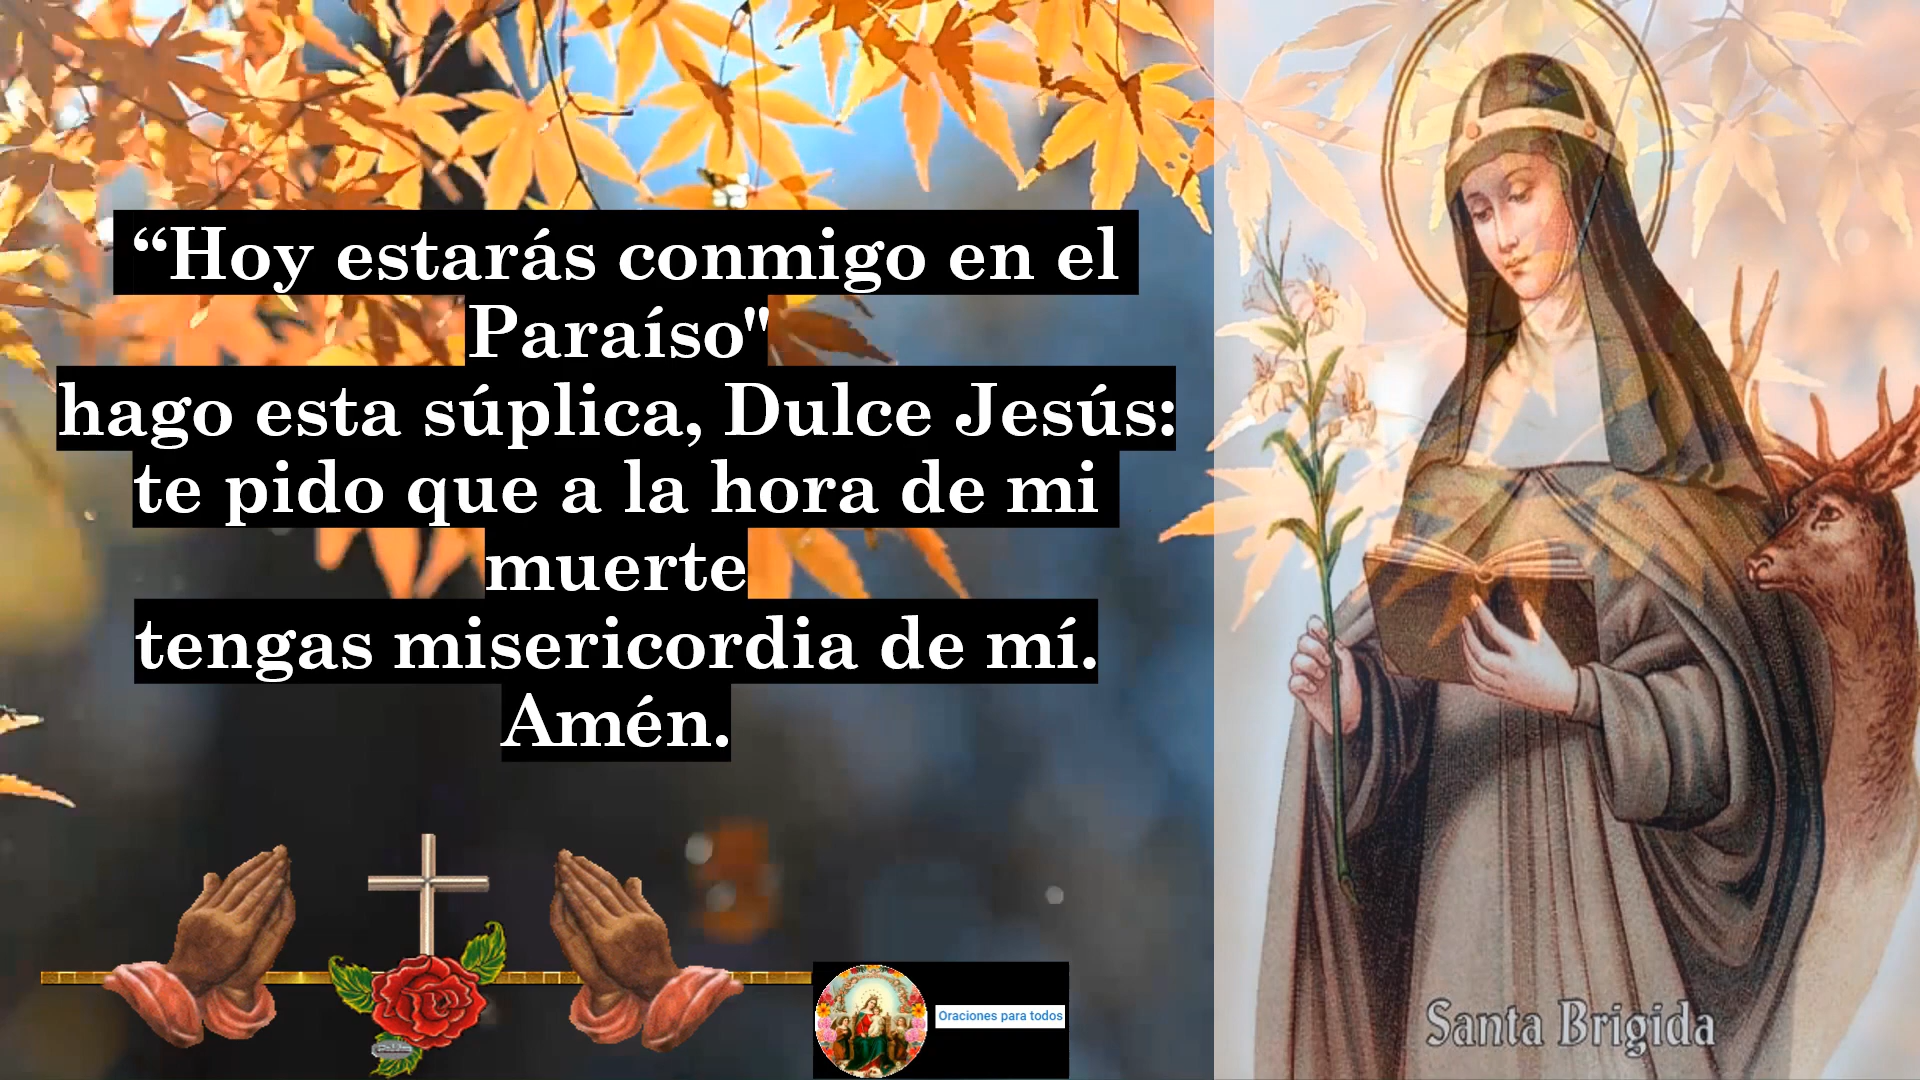 “Hoy estarás conmigo en el
Paraíso"
hago esta súplica, Dulce Jesús:
te pido que a la hora de mi
muerte
tengas misericordia de mí.
Amén.
Oraciones para todos
Santa Brigida